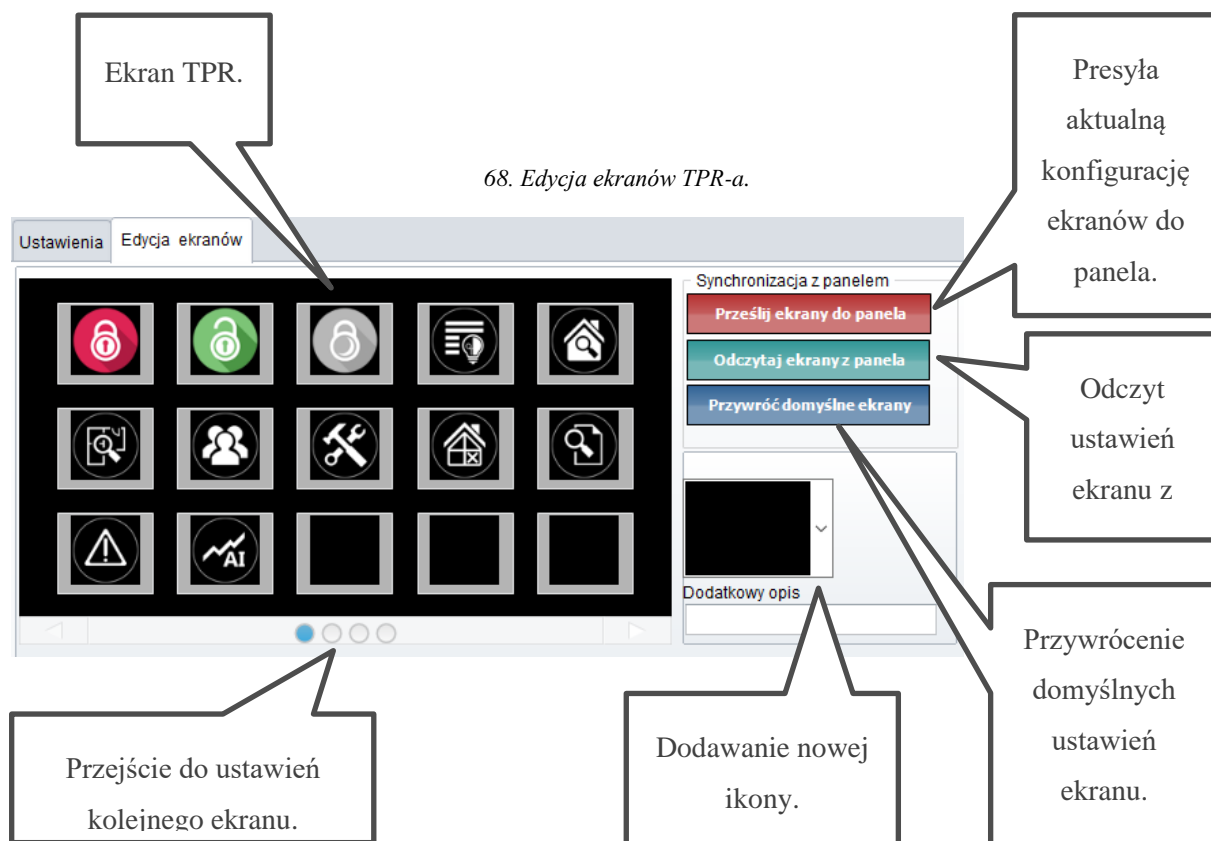 Ekran TPR.
Presyła
aktualną
konfigurację
ekranów do
panela.
68. Edycja ekranów TPR-a.
Ustawienia
Edycja ekranów
Synchronizacja z panelem
Prześlij ekrany do panela
Odczytaj ekrany z panela
Przywróć domyślne ekrany
AI
Odczyt
ustawień
ekranu z
Dodatkowy opis
Przywrócenie
domyślnych
ustawień
ekranu.
Przejście do ustawień
kolejnego ekranu.
Dodawanie nowej
ikony.